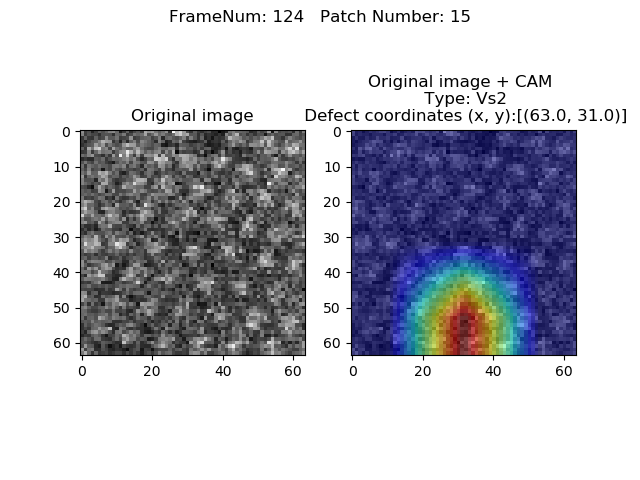 FrameNum: 124   Patch Number: 15
Original image + CAM
Type: Vs2
Original image
Defect coordinates (x, y):[(63.0, 31.0)]
0
10
20
30
40
50
60
0 20 40 60
0
10
20
30
40
50
60
0 20 40 60